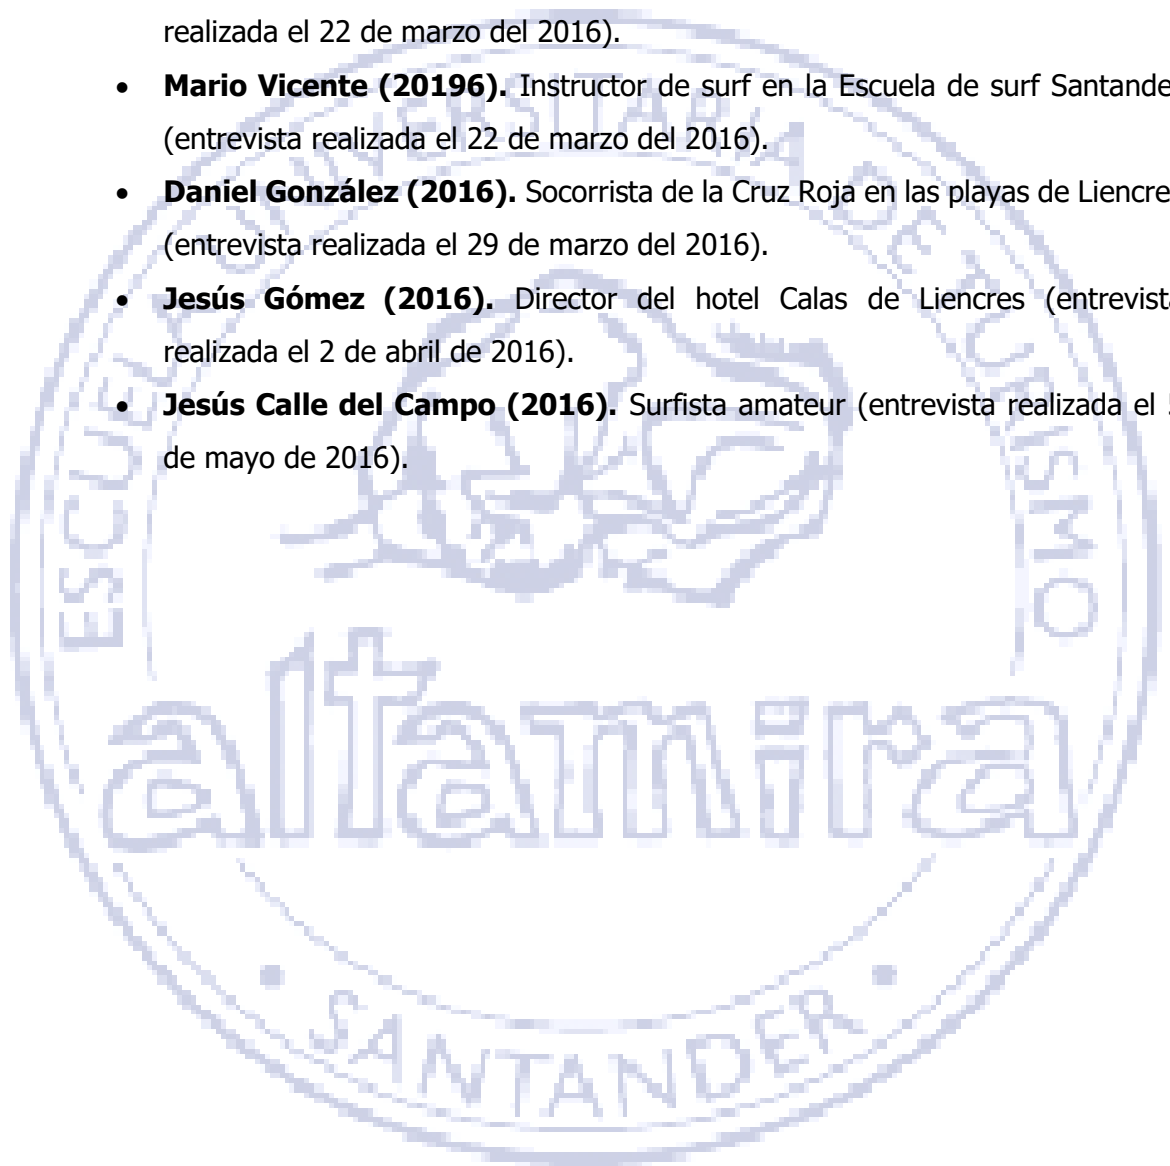 realizada el 22 de marzo del 2016).
• Mario Vicente (20196). Instructor de surf en la Escuela de surf Santande
(entrevista realizada el 22 de marzo del 2016).
• Daniel González (2016). Socorrista de la Cruz Roja en las playas de Liencre
(entrevista realizada el 29 de marzo del 2016).
• Jesús Gómez (2016). Director del hotel Calas de Liencres (entrevista
realizada el 2 de abril de 2016).
• Jesús Calle del Campo (2016). Surfista amateur (entrevista realizada el 5
de mayo de 2016).
ESCUELA UNIVERSITARIA DE TURISMO
altamira
• SANTANDER •